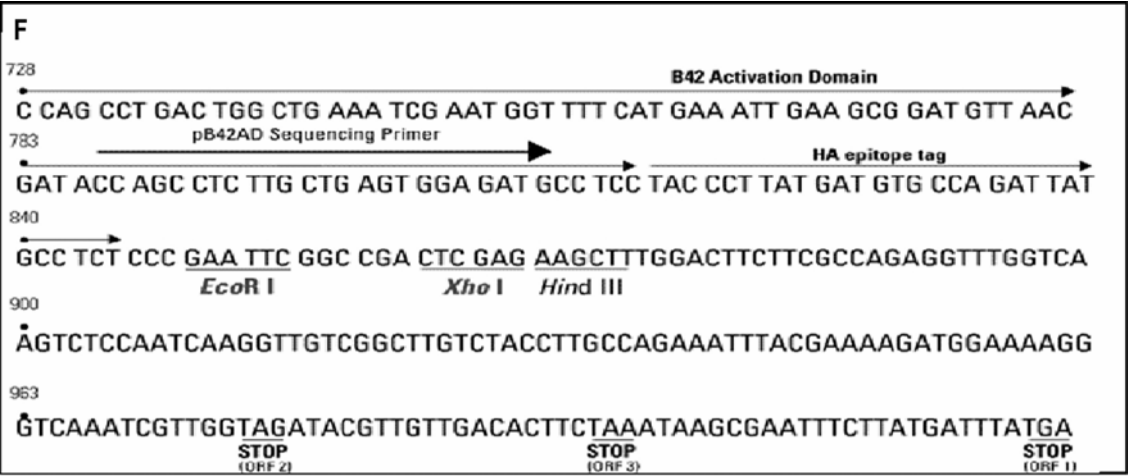 F
728
B42 Activation Domain
C CAG CCT GAC TGG CTG AAA TCG AAT GGT TTT CAT GAA ATT GAA GCG GAT GTT AAC
pB42AD Sequencing Primer
783
HA epitope tag
GAT ACC AGC CTC TTG CTG AGT GGA GAT GCC TCC TAC CCT TAT GAT GTG CCA GAT TAT
840
GCC TCT CCC GAA TTC GGC CGA CTC GAG AAGCTTTGGACTTCTTCGCCAGAGGTTTGGTCA
EcoR I Xho I Hind III
900
AGTCTCCAATCAAGGTTGTCGGCTTGTCTACCTTGCCAGAAATTTACGAAAAGATGGAAAAGG
963
GTCAAATCGTTGGTAGATACGTTGTTGACACTTCTAAATAAGCGAATTTCTTATGATTTATGA
STOP STOP STOP
(ORF 2) (ORF 3) (ORF 1)